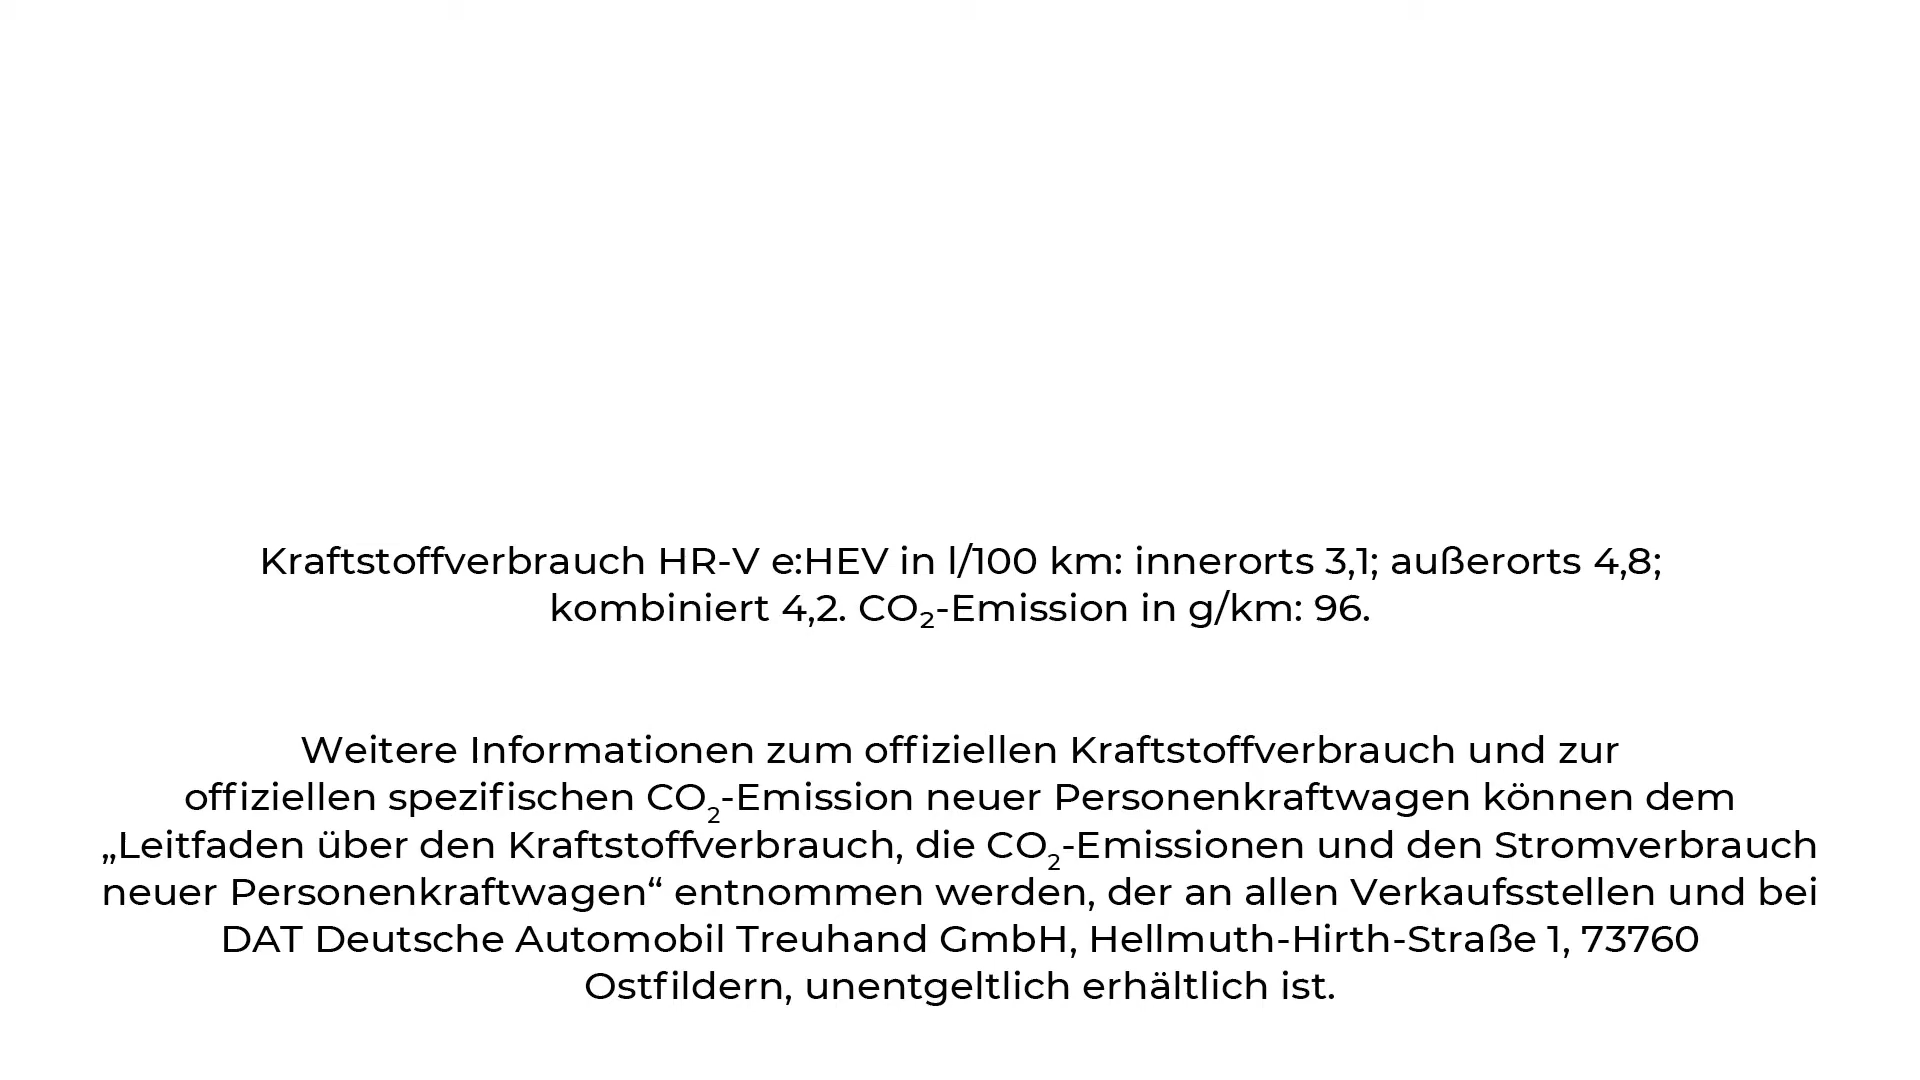 Kraftstoffverbrauch HR-V e:HEV in l/100 km: innerorts 3,1; außerorts 4,8;
kombiniert 4,2. CO₂-Emission in g/km: 96.
Weitere Informationen zum offiziellen Kraftstoffverbrauch und zur
offiziellen spezifischen CO₂-Emission neuer Personenkraftwagen können dem
„Leitfaden über den Kraftstoffverbrauch, die CO₂-Emissionen und den Stromverbrauch
neuer Personenkraftwagen“ entnommen werden, der an allen Verkaufsstellen und bei
DAT Deutsche Automobil Treuhand GmbH, Hellmuth-Hirth-Straße 1, 73760
Ostfildern, unentgeltlich erhältlich ist.